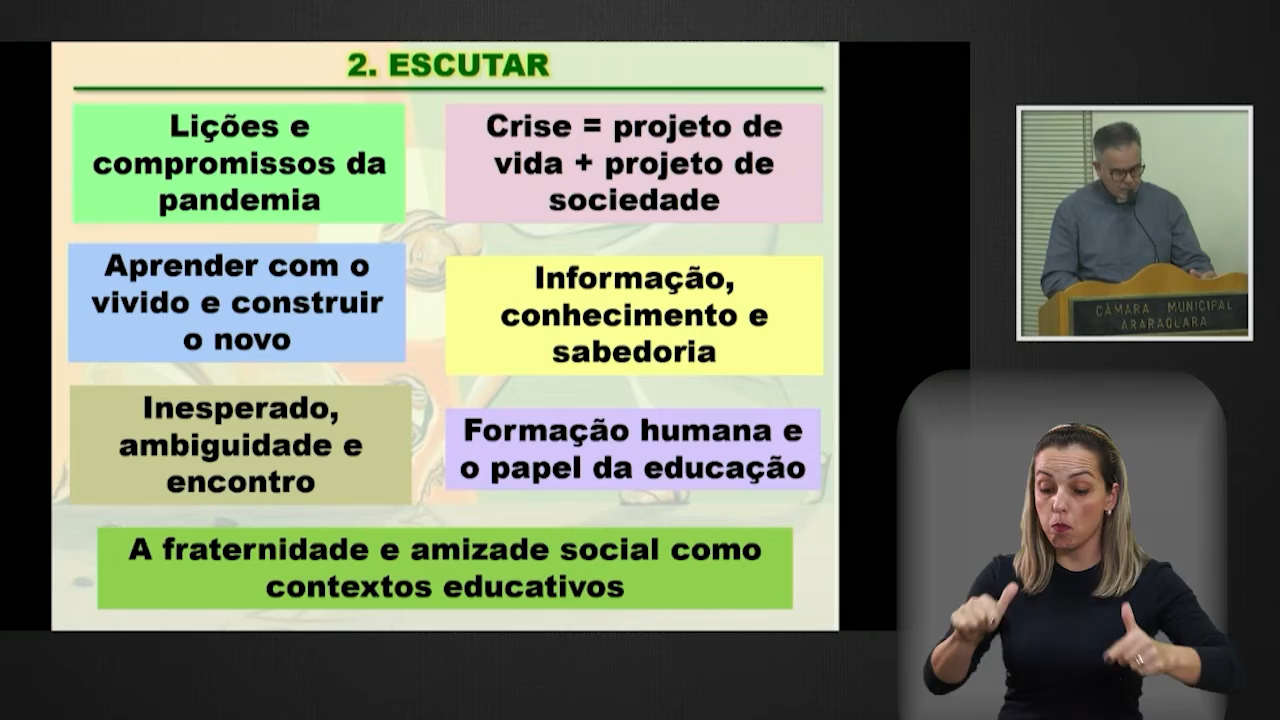 2. ESCUTAR
Lições e
compromissos da
pandemia
Crise = projeto de
vida + projeto de
sociedade
Aprender com o
vivido e construir
o novo
Informação,
conhecimento e
sabedoria
Inesperado,
ambiguidade e
encontro
Formação humana e
o papel da educação
A fraternidade e amizade social como
contextos educativos
CÂMARA MUNICIPAL
ARARAQUARA